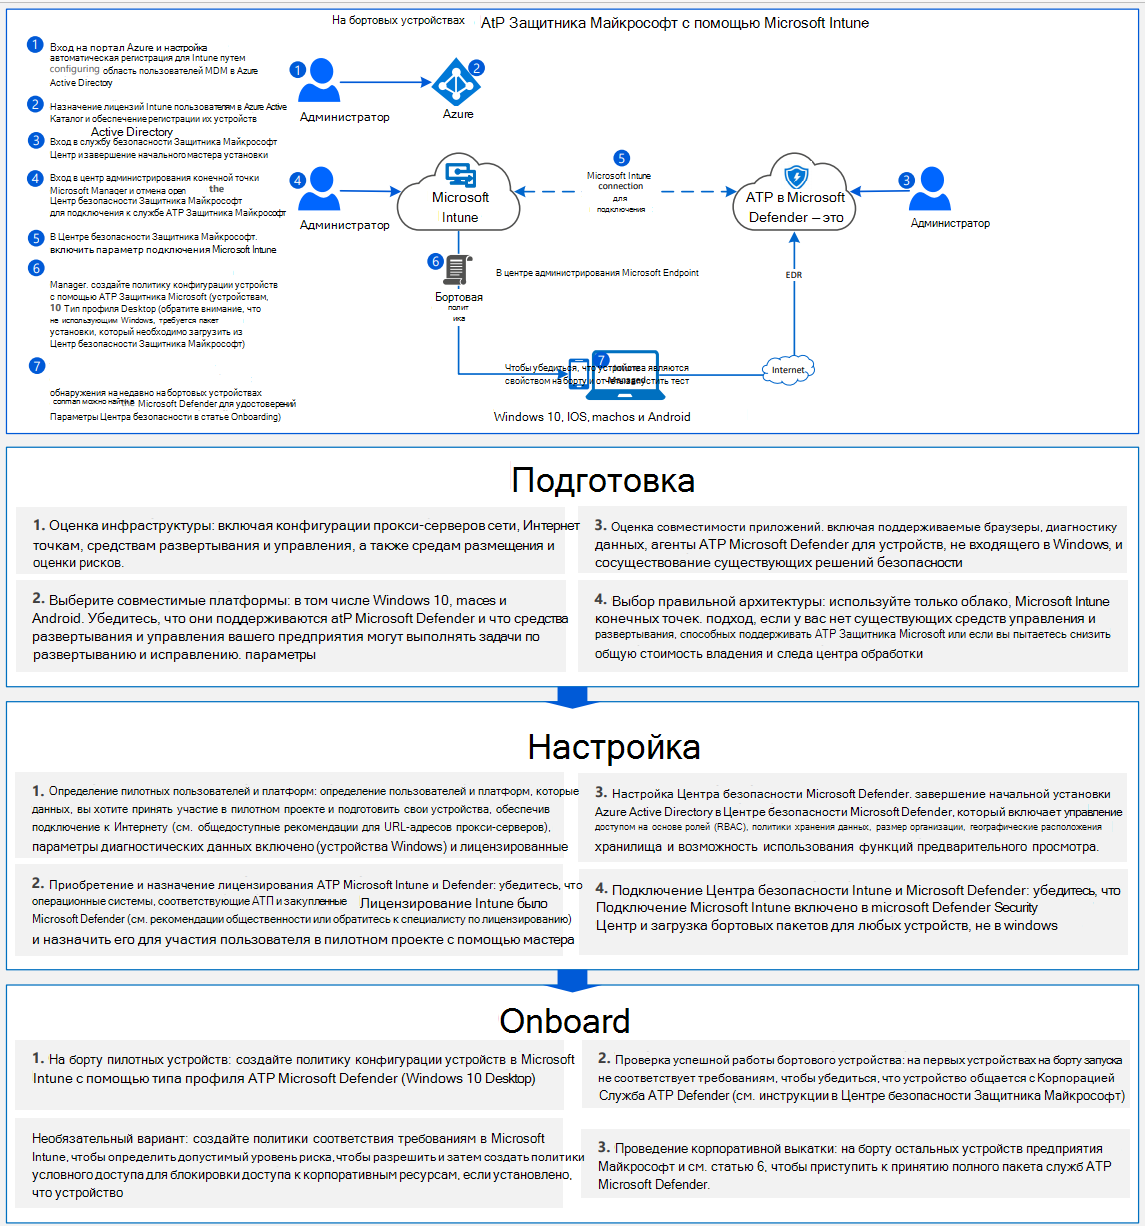 На бортовых устройствах AtP Защитника Майкрософт с помощью Microsoft Intune
1 Вход на портал Azure и настройка
автоматическая регистрация для Intune путем
configuring область пользователей MDM в Azure
Active Directory
2 Назначение лицензий Intune пользователям в Azure Active
Каталог и обеспечение регистрации их устройств
Active Directory
3 Вход в службу безопасности Защитника Майкрософт
Центр и завершение начального мастера установки
4 Вход в центр администрирования конечной точки
Microsoft Manager и отмена open the
Центр безопасности Защитника Майкрософт
для подключения к службе ATP Защитника Майкрософт
5 В Центре безопасности Защитника Майкрософт.
включить параметр подключения Microsoft Intune
6
Manager. создайте политику конфигурации устройств
с помощью ATP Защитника Microsoft (устройствам,
10 Тип профиля Desktop (обратите внимание, что
не использующим Windows, требуется пакет
установки, который необходимо загрузить из
Центр безопасности Защитника Майкрософт)
7
обнаружения на недавно на бортовых устройствах
можно найти в the Microsoft Defender для удостоверений
Параметры Центра безопасности в статье Onboarding)
1
Администратор
2
Azure
4
Администратор
Microsoft
Intune
5
Microsoft Intune
connection
для
подключения
ATP в Microsoft
Defender — это
3
Администратор
6
Бортовая
полит
ика
В центре администрирования Microsoft Endpoint
EDR
7
Чтобы убедиться, что устройства являются
свойством на борту и отчеты запустить тест
Managed
Internet
Windows 10, IOS, machos и Android
Подготовка
1. Оценка инфраструктуры: включая конфигурации прокси-серверов сети, Интернет
точкам, средствам развертывания и управления, а также средам размещения и
оценки рисков.
2. Выберите совместимые платформы: в том числе Windows 10, maces и
Android. Убедитесь, что они поддерживаются atP Microsoft Defender и что средства
развертывания и управления вашего предприятия могут выполнять задачи по
развертыванию и исправлению. параметры
3. Оценка совместимости приложений. включая поддерживаемые браузеры, диагностику
данных, агенты ATP Microsoft Defender для устройств, не входящего в Windows, и
сосуществование существующих решений безопасности
4. Выбор правильной архитектуры: используйте только облако, Microsoft Intune
конечных точек. подход, если у вас нет существующих средств управления и
развертывания, способных поддерживать ATP Защитника Microsoft или если вы пытаетесь снизить
общую стоимость владения и следа центра обработки
Настройка
1. Определение пилотных пользователей и платформ: определение пользователей и платформ, которые
данных, вы хотите принять участие в пилотном проекте и подготовить свои устройства, обеспечив
подключение к Интернету (см. общедоступные рекомендации для URL-адресов прокси-серверов),
параметры диагностических данных включено (устройства Windows) и лицензированные
2. Приобретение и назначение лицензирования ATP Microsoft Intune и Defender: убедитесь, что
операционные системы, соответствующие АТП и закупленные Лицензирование Intune было
Microsoft Defender (см. рекомендации общественности или обратитесь к специалисту по лицензированию)
и назначить его для участия пользователя в пилотном проекте с помощью мастера
3. Настройка Центра безопасности Microsoft Defender. завершение начальной установки
Azure Active Directory в Центре безопасности Microsoft Defender, который включает управление
доступом на основе ролей (RBAC), политики хранения данных, размер организации, географические расположения
хранилища и возможность использования функций предварительного просмотра.
4. Подключение Центра безопасности Intune и Microsoft Defender: убедитесь, что
Подключение Microsoft Intune включено в microsoft Defender Security
Центр и загрузка бортовых пакетов для любых устройств, не в windows
Onboard
1. На борту пилотных устройств: создайте политику конфигурации устройств в Microsoft
Intune с помощью типа профиля ATP Microsoft Defender (Windows 10 Desktop)
Необязательный вариант: создайте политики соответствия требованиям в Microsoft
Intune, чтобы определить допустимый уровень риска, чтобы разрешить и затем создать политики
условного доступа для блокировки доступа к корпоративным ресурсам, если установлено,
что устройство
2. Проверка успешной работы бортового устройства: на первых устройствах на борту запуска
не соответствует требованиям, чтобы убедиться, что устройство общается с Корпорацией
Служба ATP Defender (см. инструкции в Центре безопасности Защитника Майкрософт)
3. Проведение корпоративной выкатки: на борту остальных устройств предприятия
Майкрософт и см. статью 6, чтобы приступить к принятию полного пакета служб ATP
Microsoft Defender.